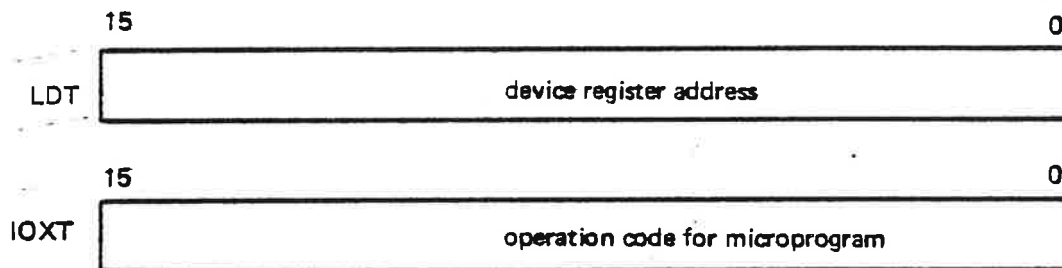 15 0
LDT device register address
15 0
IOXT operation code for microprogram